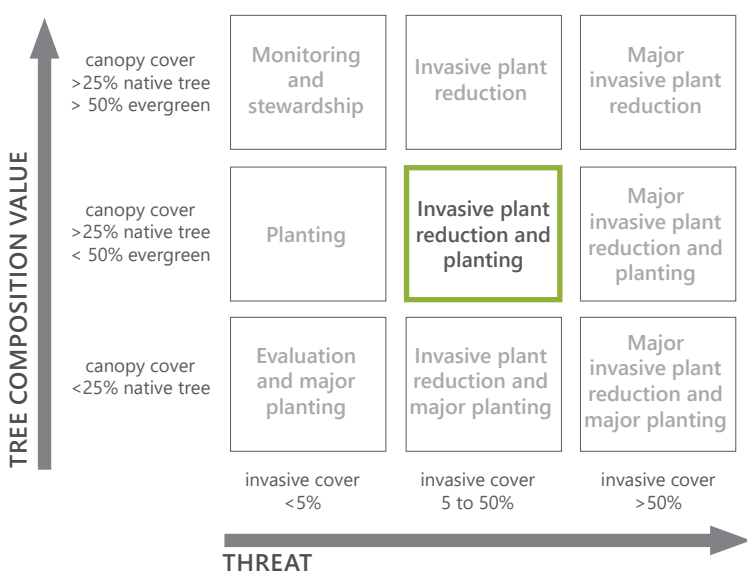 TREE COMPOSITION VALUE
canopy cover
>25% native tree
> 50% evergreen
Monitoring
and
stewardship
Invasive plant
reduction
Major
invasive plant
reduction
canopy cover
>25% native tree
< 50% evergreen
Planting
Invasive plant
reduction and
planting
Major
invasive plant
reduction and
planting
canopy cover
<25% native tree
Evaluation
and major
planting
Invasive plant
reduction and
major planting
Major
invasive plant
reduction and
major planting
invasive cover
<5%
invasive cover
5 to 50%
invasive cover
>50%
THREAT